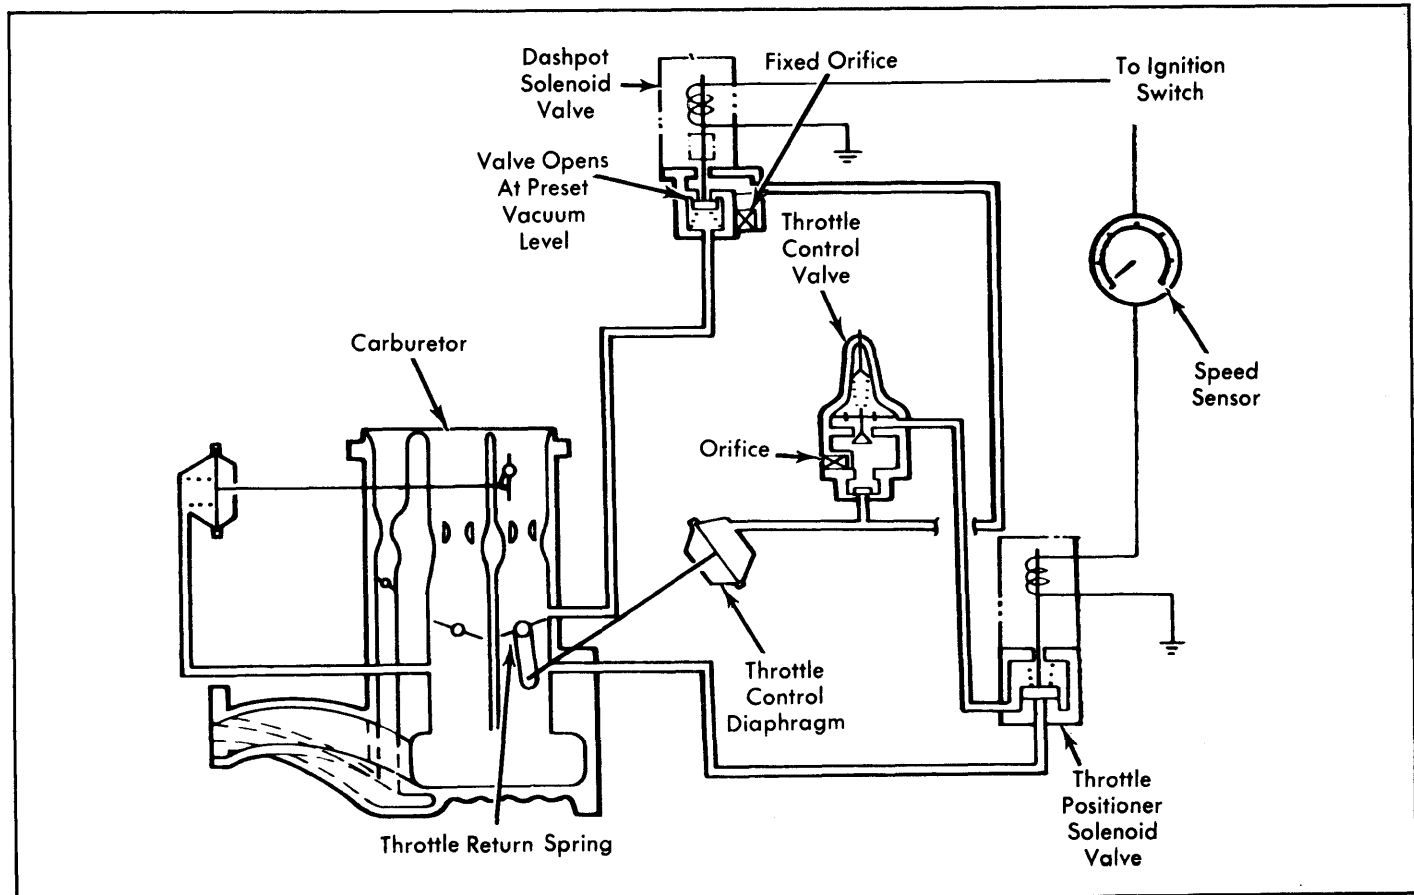 Dashpot
Solenoid
Valve
Fixed Orifice
To Ignition
Switch
Valve Opens
At Preset
Vacuum
Level
Throttle
Control
Valve
Carburetor
Speed
Sensor
Orifice
Throttle
Control
Diaphragm
Throttle Return Spring
Throttle
Positioner
Solenoid
Valve